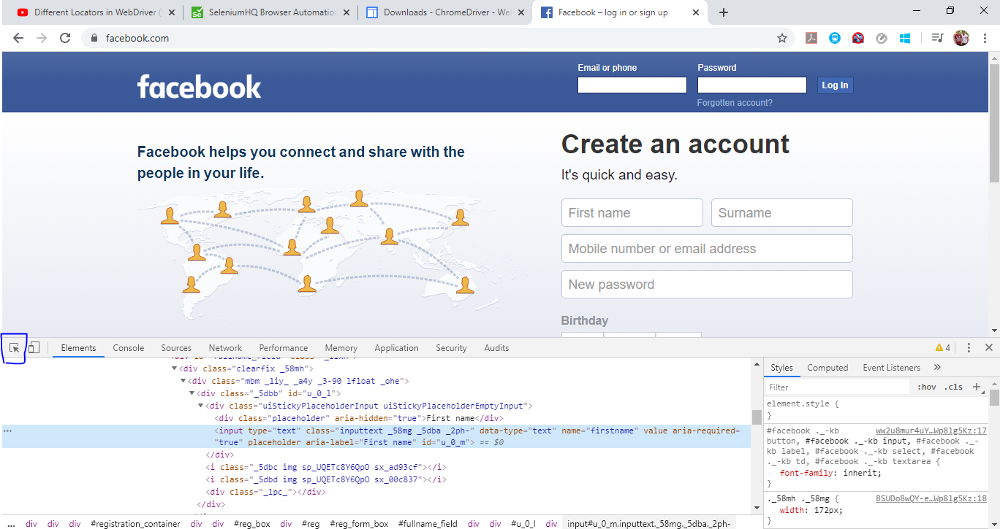 Different Locators in WebDriver (
SeleniumHQ Browser Automation
Downloads - ChromeDriver - We
Facebook – log in or sign up
facebook.com
facebook
Email or phone
Password
Log In
Forgotten account?
Facebook helps you connect and share with the
people in your life.
Create an account
It's quick and easy.
First name
Surname
Mobile number or email address
New password
Birthday
Elements Console Sources Network Performance Memory Application Security Audits 4
<div class="clearfix _58mh">
<div class="mbm _1iy_ _a4y _3-90 lfloat _ohe">
<div class="_5dbb" id="u_0_l">
<div class="uiStickyPlaceholderInput uiStickyPlaceholderEmptyInput">
<div class="placeholder" aria-hidden="true">First name</div>
<input type="text" class="inputtext _58mg _5dba _2ph-" data-type="text" name="firstname" value aria-required=
"true" placeholder aria-label="First name" id="u_0_m"> == $0
</div>
<i class="_5dbc img sp_UQETc8Y6QpO sx_ad93cf"></i>
<i class="_5dbd img sp_UQETc8Y6QpO sx_00c837"></i>
<div class="_1pc_"></div>
</div>
... div div div #registration_container div div #reg_box div #reg #reg_form_box #fullname_field div div #u_0_l div input#u_0_m.inputtext._58mg._5dba._2ph-
Styles Computed Event Listeners »
Filter :hov .cls +
element.style {
}
#facebook ._-kb ww2u8mur4uY…Wp8lg5Kz:17
button, #facebook ._-kb input, #facebook ._-
kb label, #facebook ._-kb select, #facebook
._-kb td, #facebook ._-kb textarea {
font-family: inherit;
}
._58mh ._58mg { BSUDo8wQY-e…Wp8lg5Kz:18
width: 172px;
}